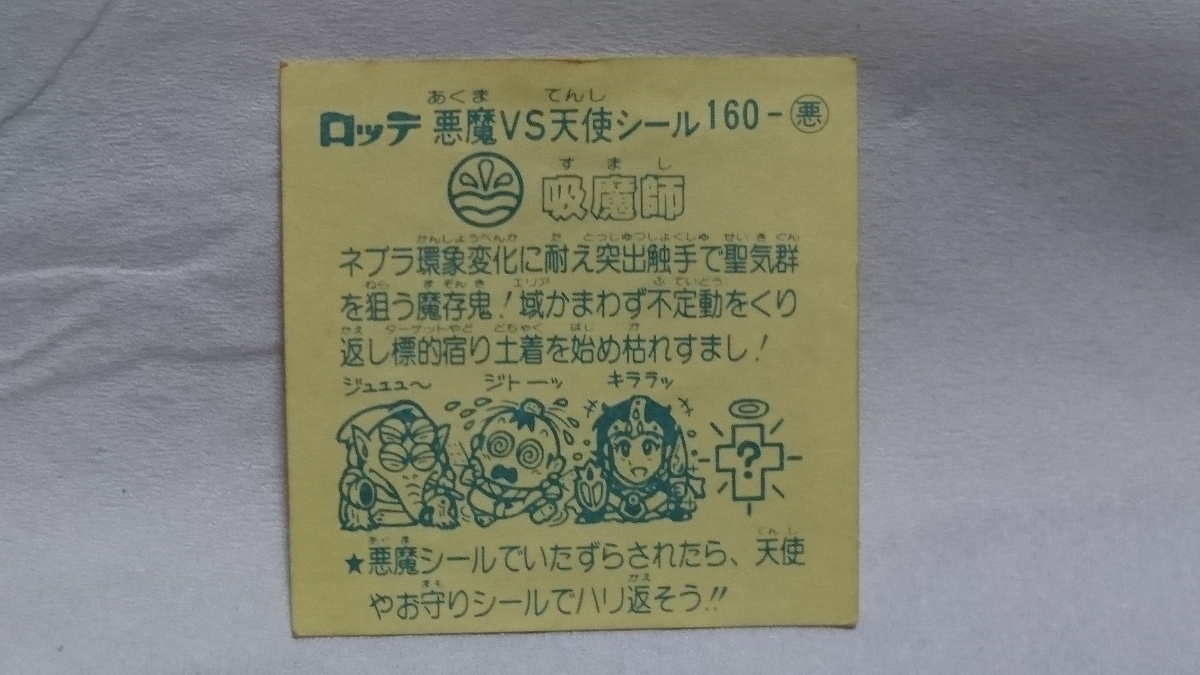 あくま てんし
ロッテ 悪魔VS天使シール160-悪
すまし
吸魔師
かんしょうへんか た とっしゅつしょくしゅ せいきぐん
ネブラ環象変化に耐え突出触手で聖気群
ねら まぞんき エリア ふていどう
を狙う魔存鬼!域かまわず不定動をくり
かえ ターゲットやど どちゃく はじ か
返し標的宿り土着を始め枯れすまし!
ジュュュ〜 ジトーッ キララッ
?
あくま てんし
★悪魔シールでいたずらされたら、天使
まも かえ
やお守りシールでハリ返そう!!